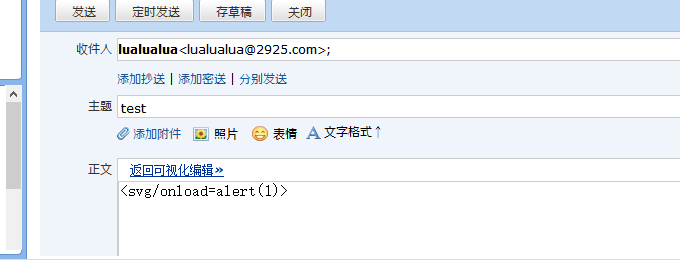 发送 定时发送 存草稿 关闭
收件人 lualualua<lualualua@2925.com>;
添加抄送 | 添加密送 | 分别发送
主题 test
添加附件 照片 表情 文字格式↑
正文 返回可视化编辑»
<svg/onload=alert(1)>